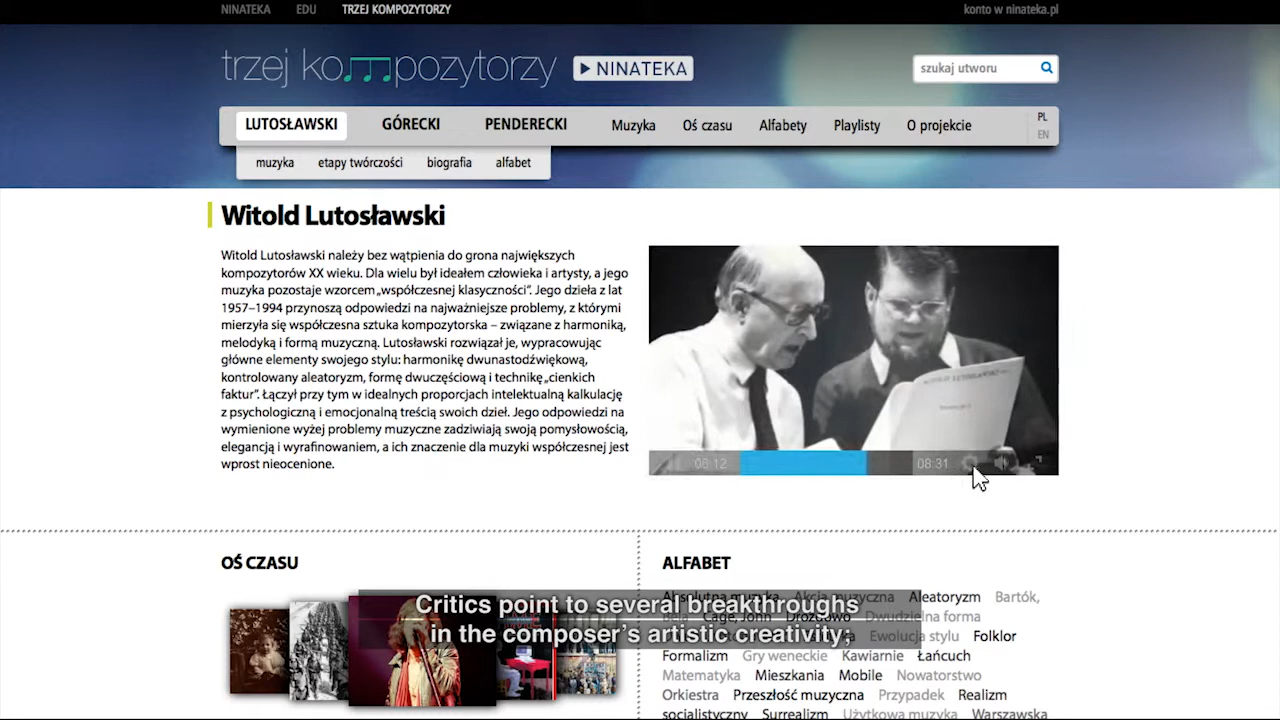 NINATEKA EDU TRZEJ KOMPOZYTORZY konto w ninateka.pl
trzej kompozytorzy NINATEKA szukaj utworu
LUTOSŁAWSKI GÓRECKI PENDERECKI Muzyka Oś czasu Alfabety Playlisty O projekcie PL
EN
muzyka etapy twórczości biografia alfabet
Witold Lutosławski
Witold Lutosławski należy bez wątpienia do grona największych
kompozytorów XX wieku. Dla wielu był ideałem człowieka i artysty, a jego
muzyka pozostaje wzorcem „współczesnej klasyczności”. Jego dzieła z lat
1957–1994 przynoszą odpowiedzi na najważniejsze problemy, z którymi
mierzyła się współczesna sztuka kompozytorska – związane z harmoniką,
melodyką i formą muzyczną. Lutosławski rozwiązał je, wypracowując
główne elementy swojego stylu: harmonikę dwunastodźwiękową,
kontrolowany aleatoryzm, formę dwuczęściową i technikę „cienkich
faktur”. Łączył przy tym w idealnych proporcjach intelektualną kalkulację
z psychologiczną i emocjonalną treścią swoich dzieł. Jego odpowiedzi na
wymienione wyżej problemy muzyczne zadziwiają swoją pomysłowością,
elegancją i wyrafinowaniem, a ich znaczenie dla muzyki współczesnej jest
wprost nieocenione.
08:12 08:31
OŚ CZASU
ALFABET
Absolutna muzyka Akcja muzyczna Aleatoryzm Bartók,
Béla Cage, John Drozdowo Dwudzielna forma
Ewolucja stylu Folklor
Formalizm Gry weneckie Kawiarnie Łańcuch
Matematyka Mieszkania Mobile Nowatorstwo
Orkiestra Przeszłość muzyczna Przypadek Realizm
socjalistyczny Surrealizm Użytkowa muzyka Warszawska
Critics point to several breakthroughs
in the composer's artistic creativity;